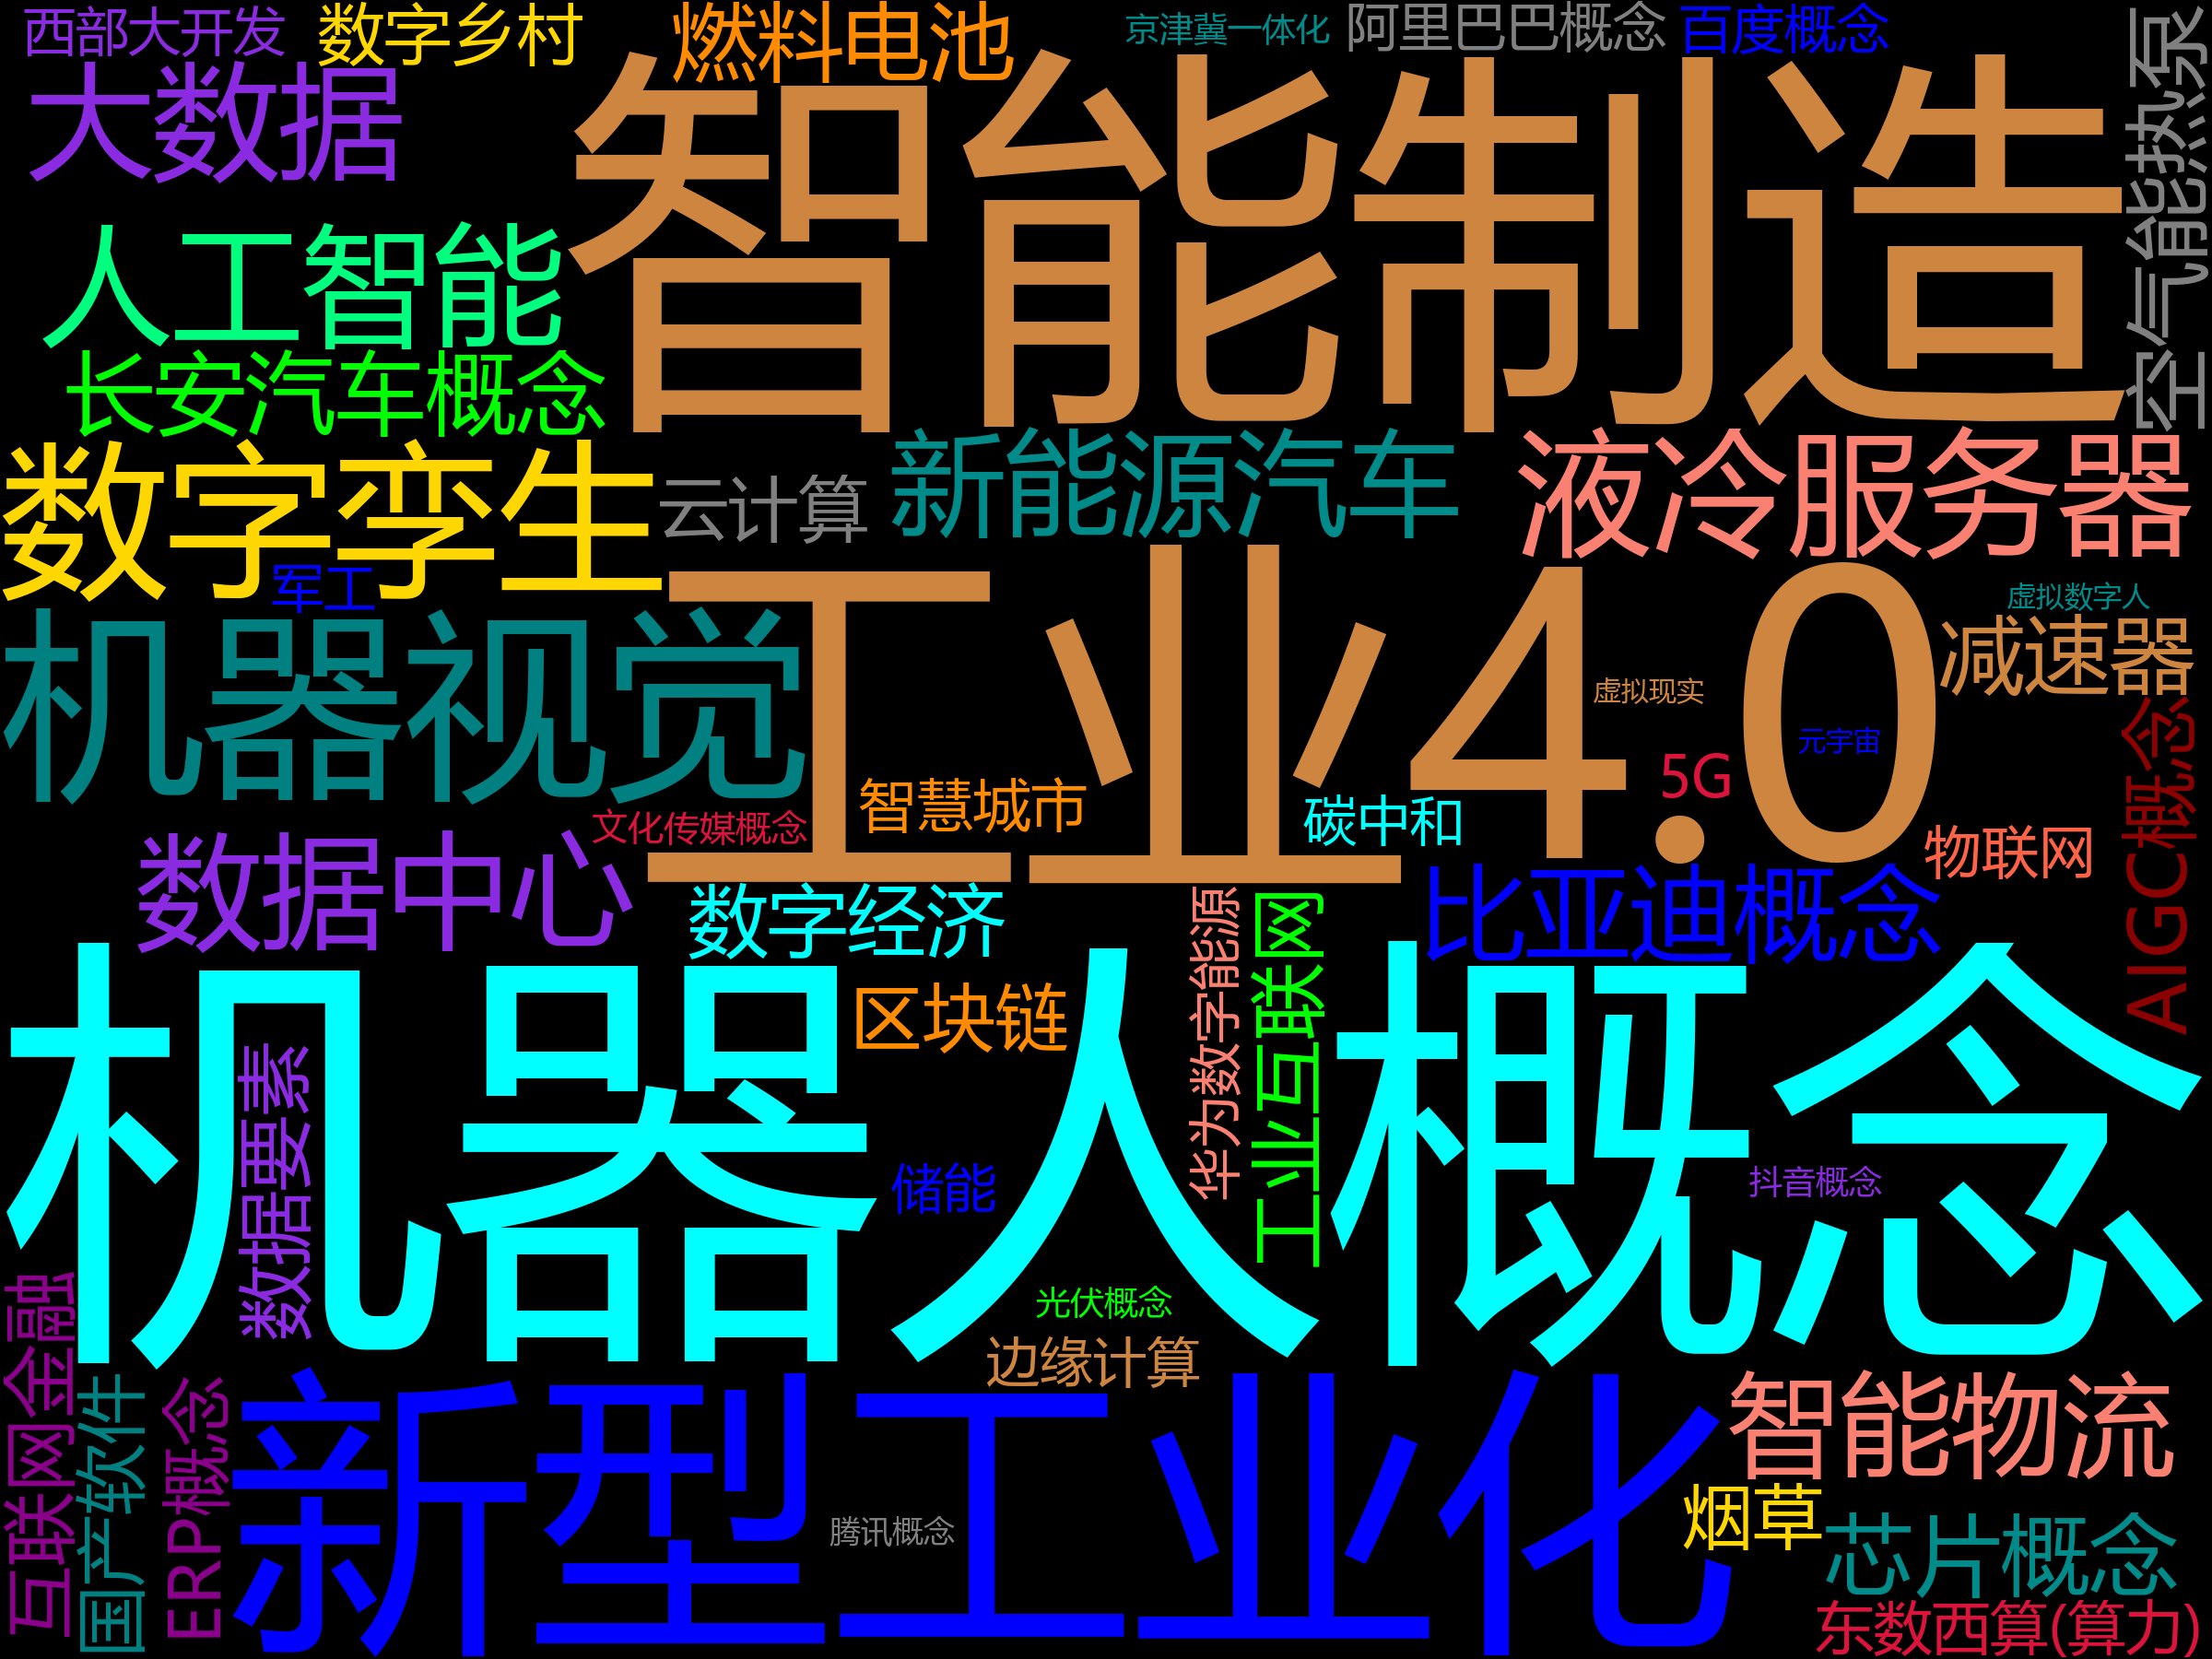 西部大开发
数字乡村
燃料电池
京津冀一体化
阿里巴巴概念
百度概念
大数据
智能制造
空气能热泵
人工智能
长安汽车概念
数字孪生
云计算
新能源汽车
液冷服务器
军工
工业4.0
虚拟数字人
减速器
机器视觉
虚拟现实
元宇宙
5G
AIGC概念
智慧城市
碳中和
文化传媒概念
物联网
数据中心
数字经济
华为数字能源
工业互联网
比亚迪概念
机器人概念
区块链
数据要素
储能
抖音概念
光伏概念
边缘计算
互联网金融
国产软件
ERP概念
新型工业化
智能物流
腾讯概念
烟草
芯片概念
东数西算(算力)